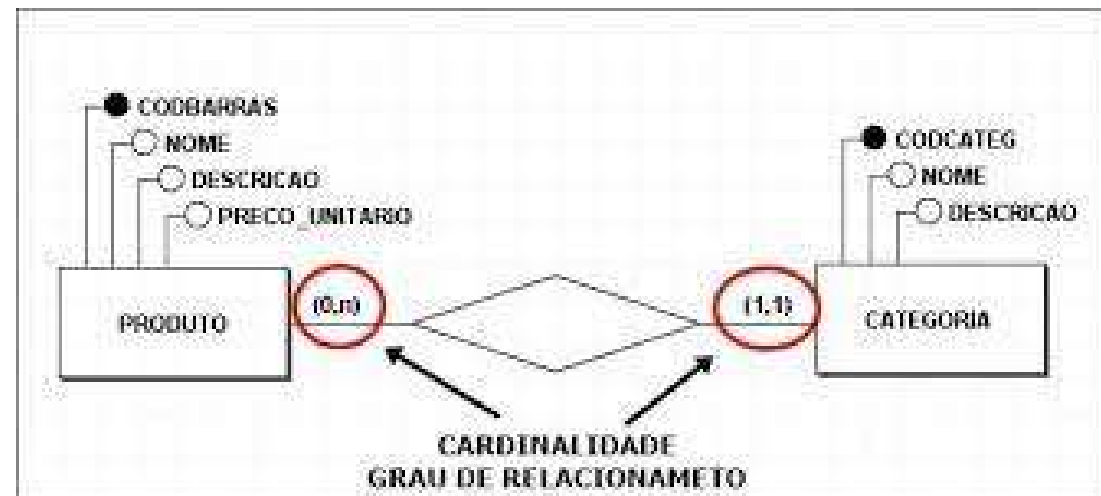 CODBARRAS
NOME
DESCRICAO
PRECO_UNITARIO
CODCATEG
NOME
DESCRICAO
PRODUTO
(0,n)
(1,1)
CATEGORIA
CARDINALIDADE
GRAU DE RELACIONAMETO